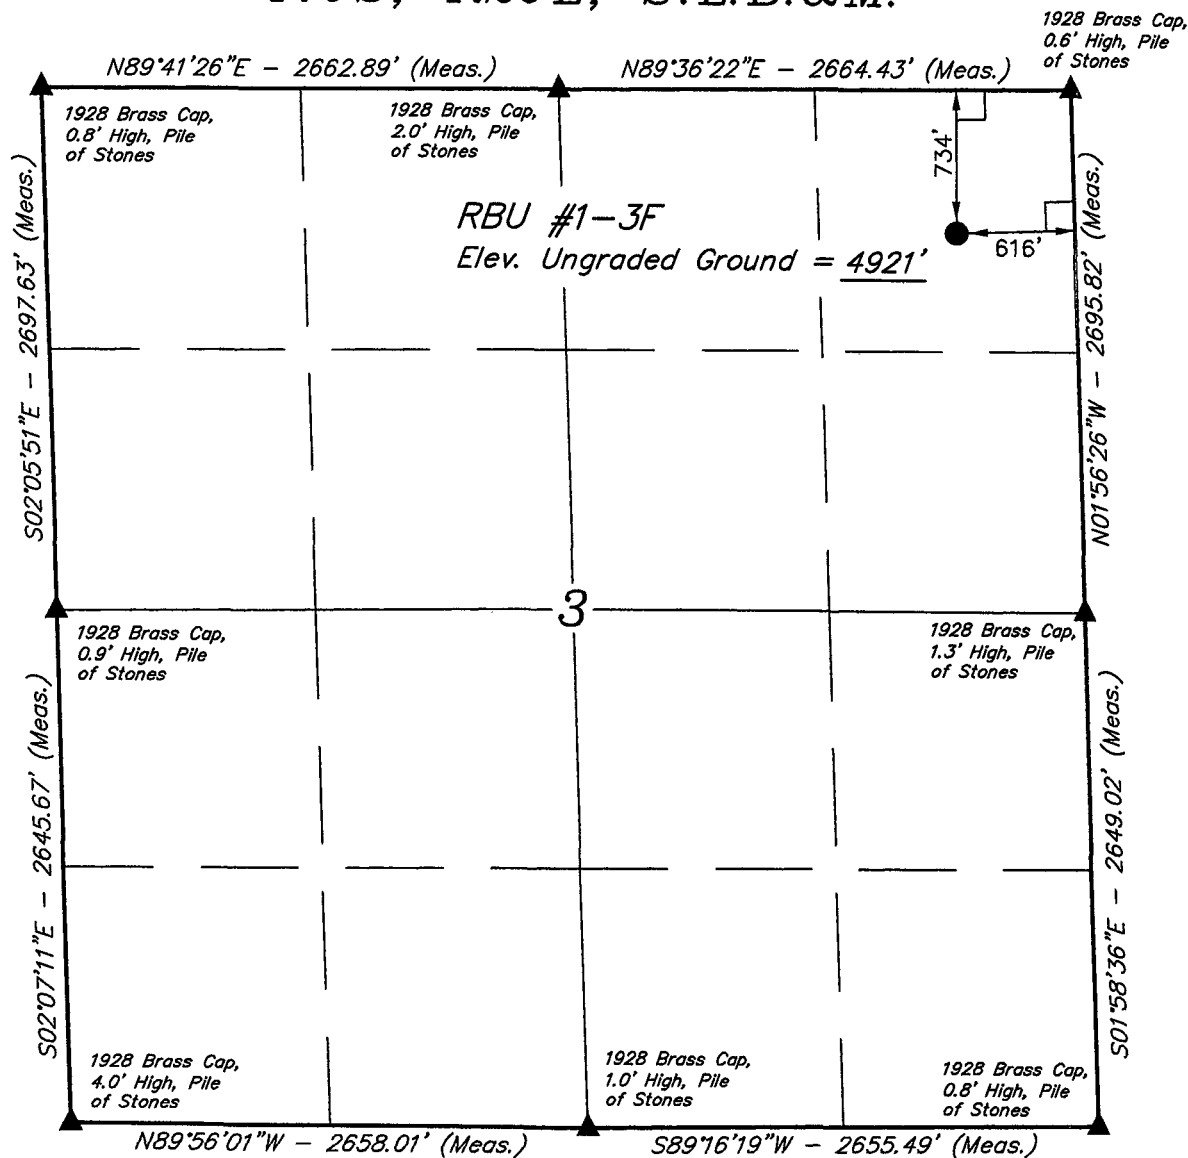 1928 Brass Cap,
0.6' High, Pile
of Stones
N89°41'26"E - 2662.89' (Meas.)
N89°36'22"E - 2664.43' (Meas.)
1928 Brass Cap,
0.8' High, Pile
of Stones
1928 Brass Cap,
2.0' High, Pile
of Stones
734'
616'
RBU #1-3F
Elev. Ungraded Ground = 4921'
S02°05'51"E - 2697.63' (Meas.)
N01°56'26"W - 2695.82' (Meas.)
3
1928 Brass Cap,
0.9' High, Pile
of Stones
1928 Brass Cap,
1.3' High, Pile
of Stones
S02°07'11"E - 2645.67' (Meas.)
S01°58'36"E - 2649.02' (Meas.)
1928 Brass Cap,
4.0' High, Pile
of Stones
1928 Brass Cap,
1.0' High, Pile
of Stones
1928 Brass Cap,
0.8' High, Pile
of Stones
N89°56'01"W - 2658.01' (Meas.)
S89°16'19"W - 2655.49' (Meas.)